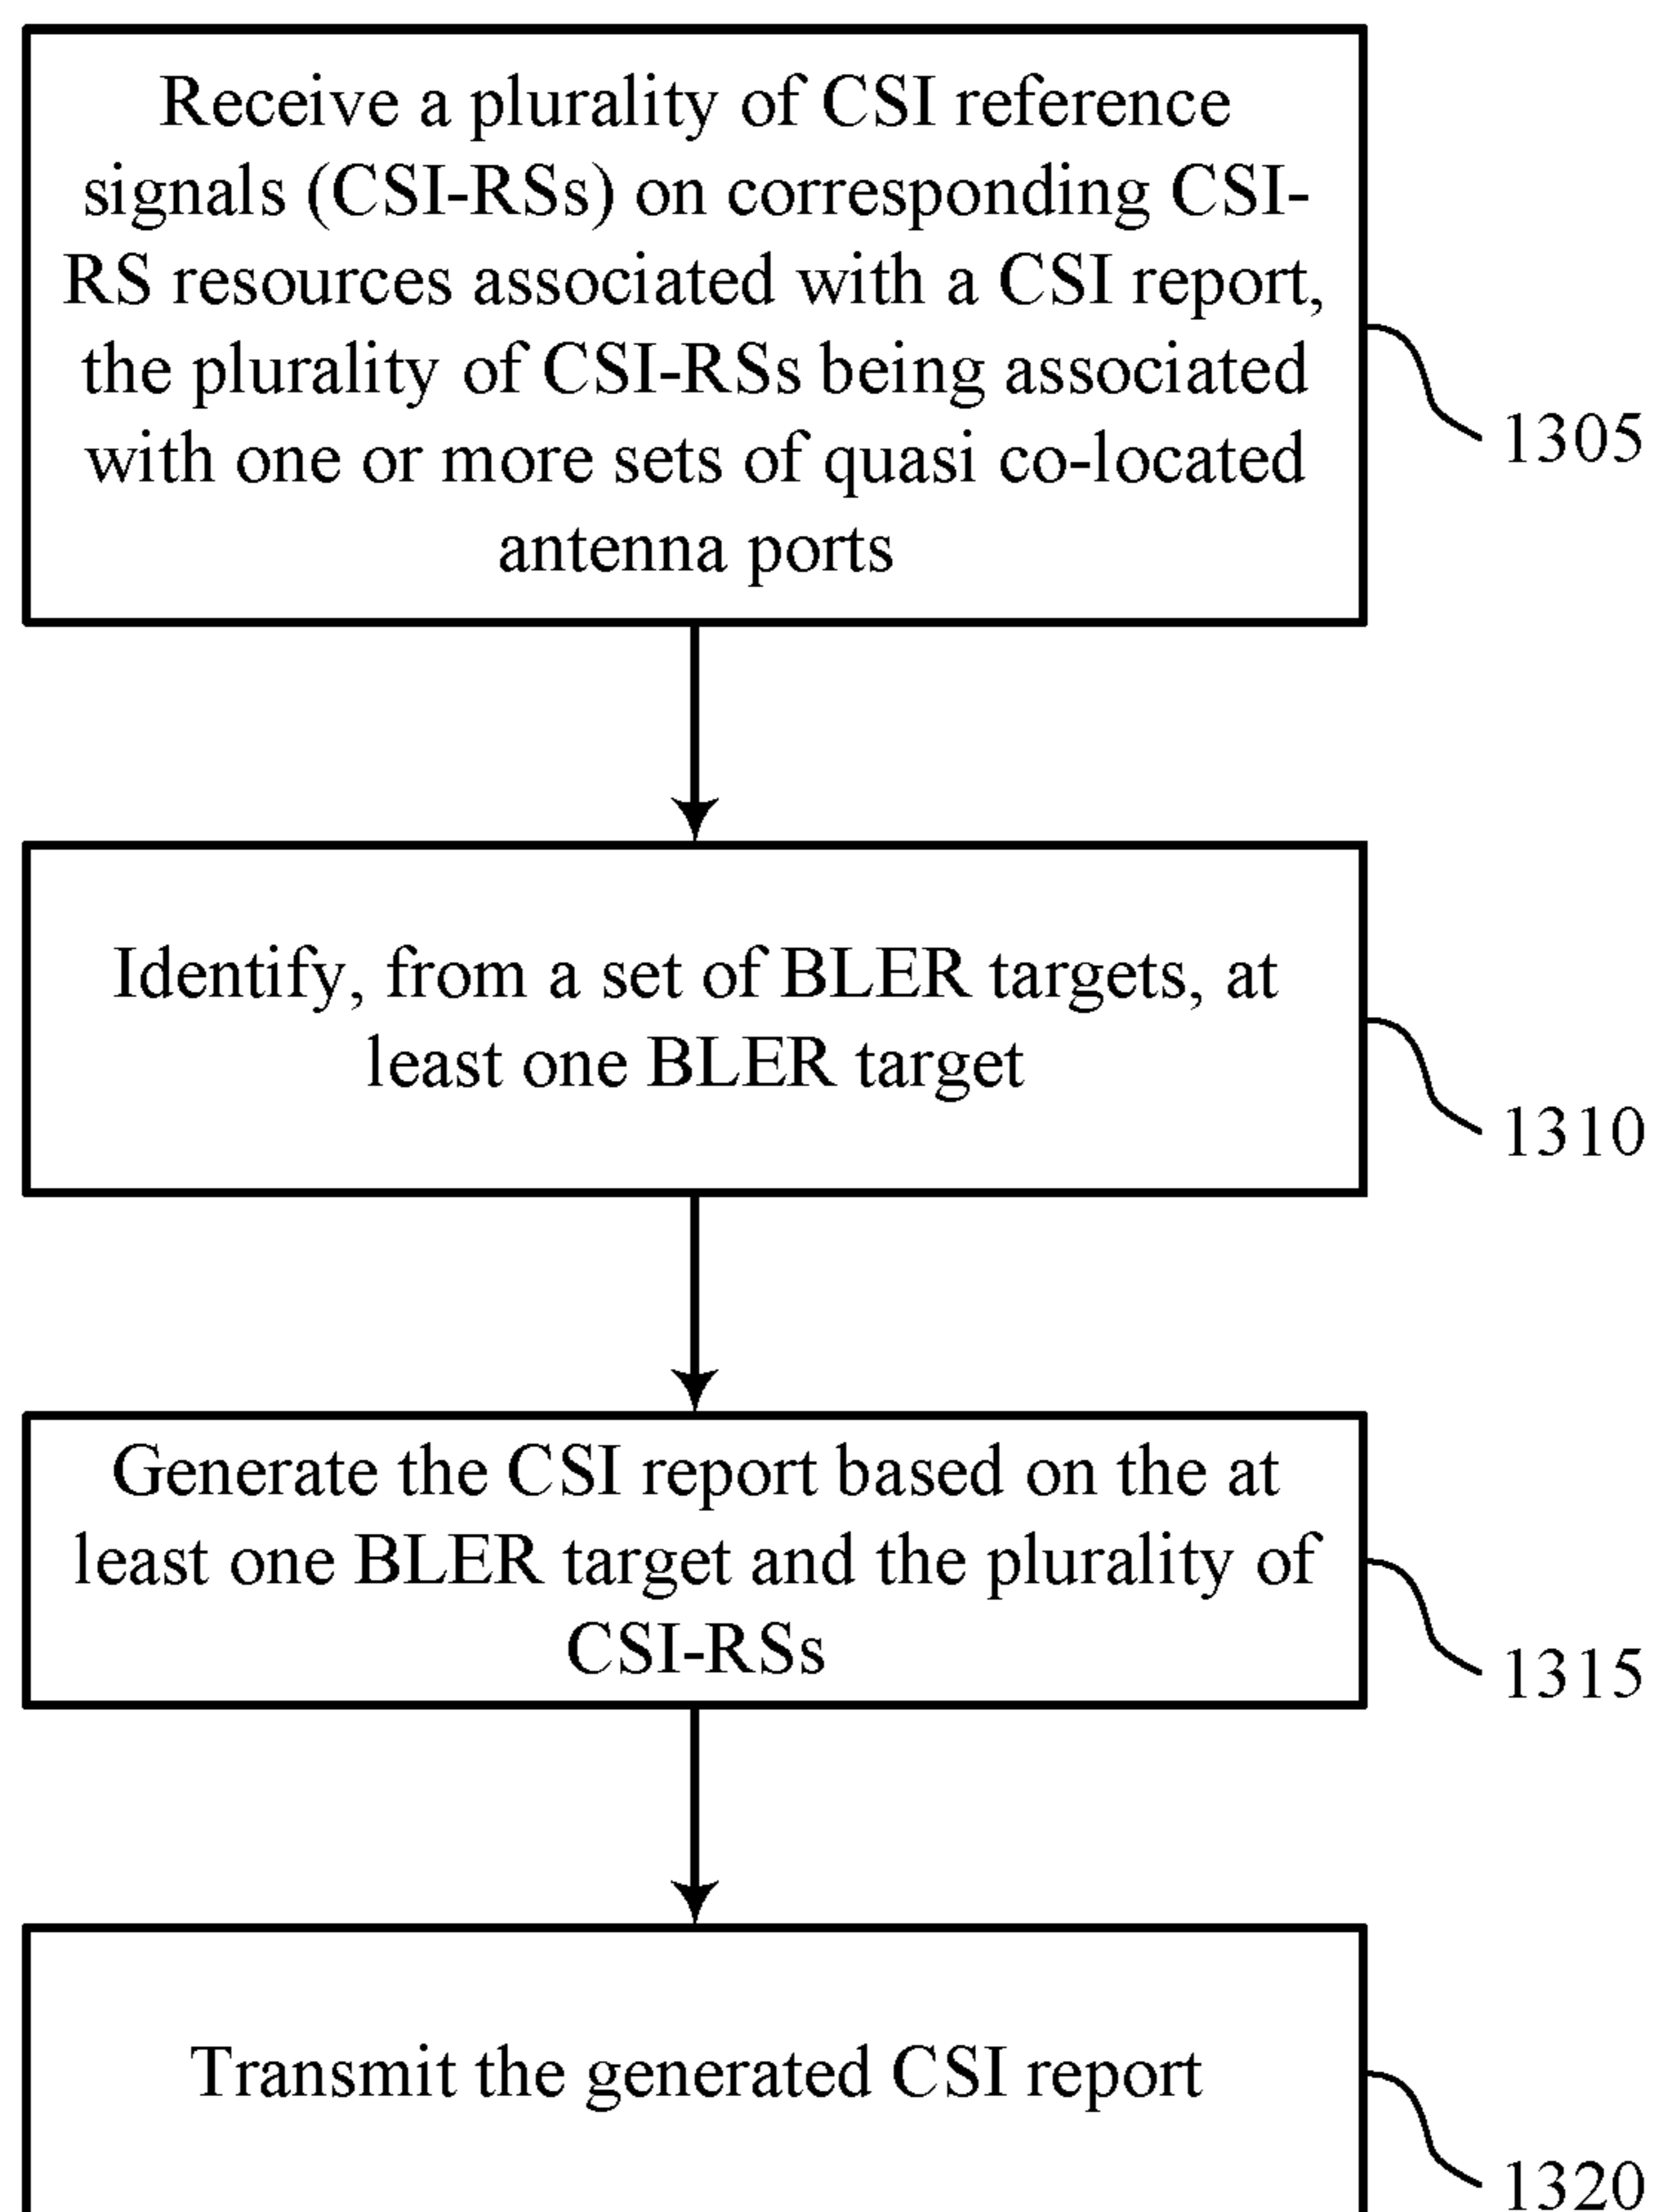 Receive a plurality of CSI reference
signals (CSI-RSs) on corresponding CSI-
RS resources associated with a CSI report,
the plurality of CSI-RSs being associated
with one or more sets of quasi co-located
antenna ports
1305
Identify, from a set of BLER targets, at
least one BLER target
1310
Generate the CSI report based on the at
least one BLER target and the plurality of
CSI-RSs
1315
Transmit the generated CSI report
1320